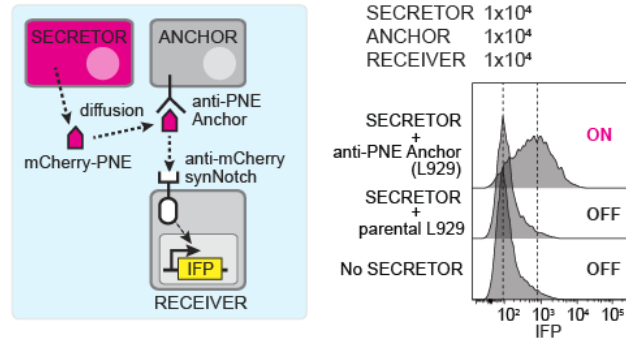 SECRETOR
ANCHOR
diffusion
anti-PNE
Anchor
mCherry-PNE
anti-mCherry
synNotch
IFP
RECEIVER
SECRETOR 1x10⁴
ANCHOR 1x10⁴
RECEIVER 1x10⁴
SECRETOR
+
anti-PNE Anchor
(L929)
ON
SECRETOR
+
parental L929
OFF
No SECRETOR
OFF
10² 10³ 10⁴ 10⁵
IFP